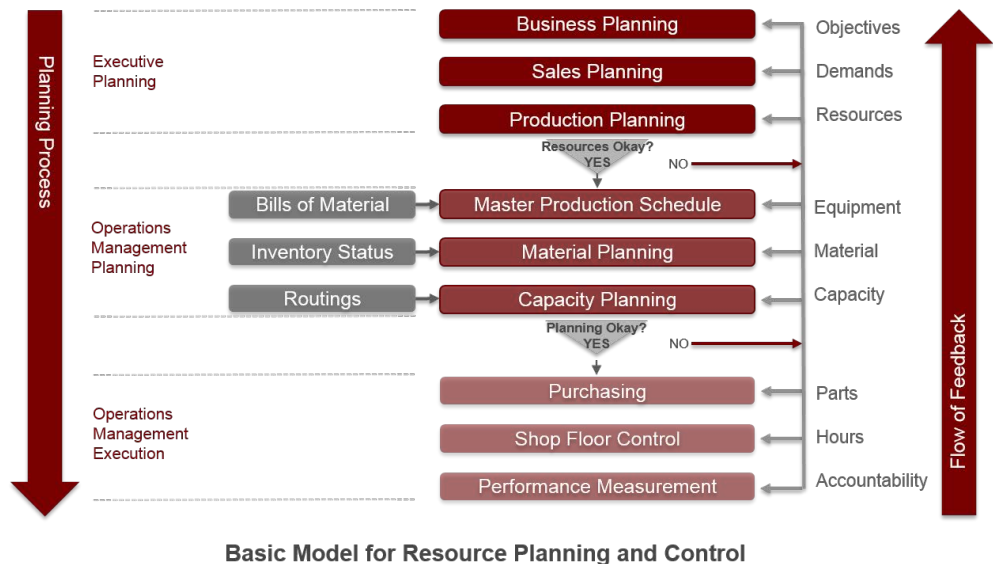 Planning Process
Executive
Planning
Business Planning
Objectives
Sales Planning
Demands
Production Planning
Resources
Resources Okay?
YES
NO
Bills of Material
Master Production Schedule
Equipment
Operations
Management
Planning
Inventory Status
Material Planning
Material
Routings
Capacity Planning
Capacity
Planning Okay?
YES
NO
Operations
Management
Execution
Purchasing
Parts
Shop Floor Control
Hours
Performance Measurement
Accountability
Flow of Feedback
Basic Model for Resource Planning and Control